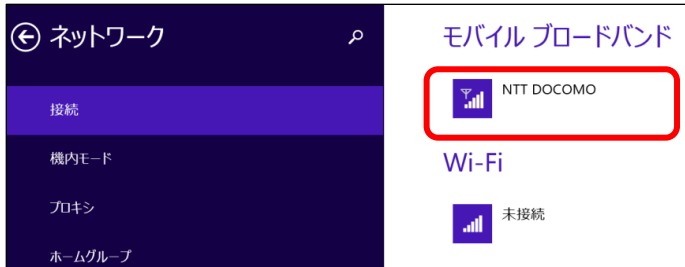 ネットワーク
接続
機内モード
プロキシ
ホームグループ
モバイル ブロードバンド
NTT DOCOMO
Wi-Fi
未接続